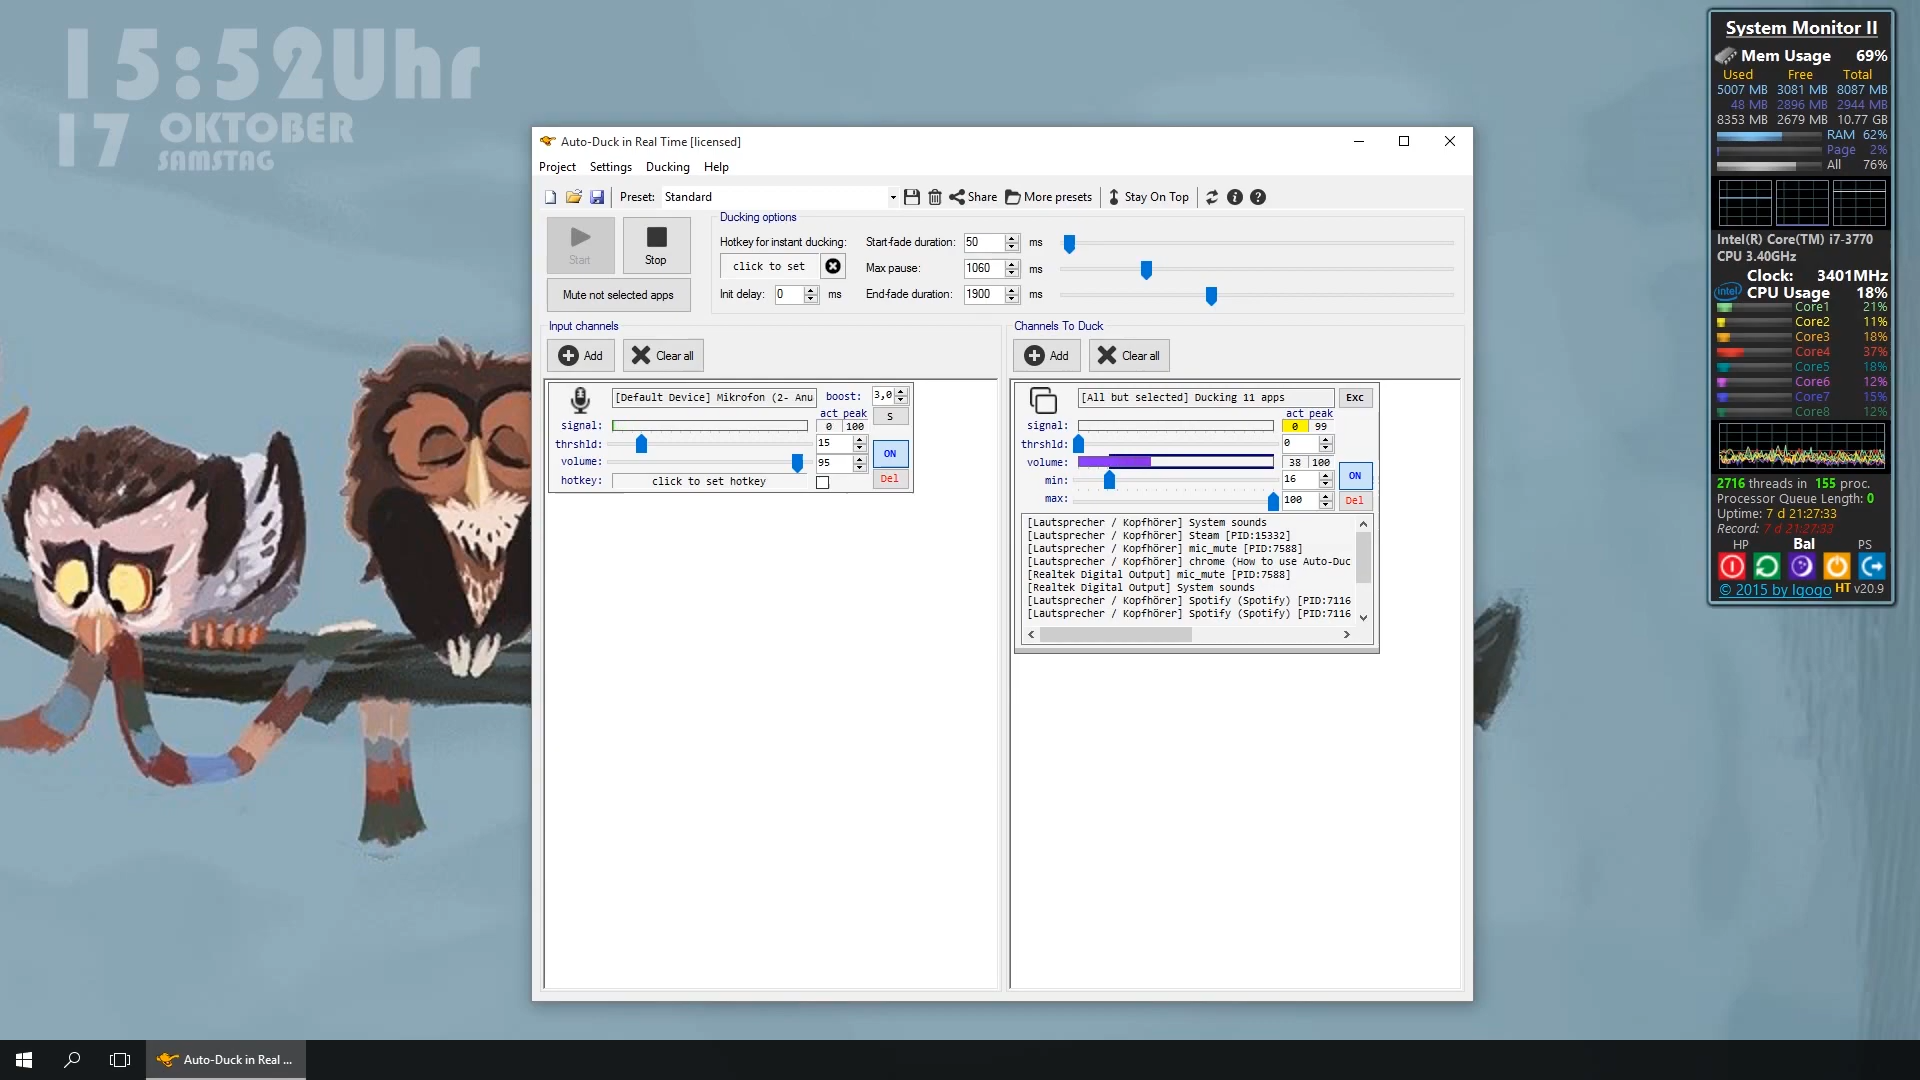 15:52Uhr
17 OKTOBER
SAMSTAG
Auto-Duck in Real Time [licensed]
Project Settings Ducking Help
Preset: Standard Share More presets Stay On Top
Start Stop
Mute not selected apps
Ducking options
Hotkey for instant ducking: Start-fade duration: 50 ms
click to set Max pause: 1060 ms
Init delay: 0 ms End-fade duration: 1900 ms
Input channels
Add Clear all
[Default Device] Mikrofon (2- Anu boost: 3,0
act peak
signal: 0 100 S
thrshld: 15
volume: 95 ON
hotkey: click to set hotkey Del
Channels To Duck
Add Clear all
[All but selected] Ducking 11 apps Exc
act peak
signal: 0 99
thrshld: 0
volume: 38 100
min: 16 ON
max: 100 Del
[Lautsprecher / Kopfhörer] System sounds
[Lautsprecher / Kopfhörer] Steam [PID:15332]
[Lautsprecher / Kopfhörer] mic_mute [PID:7588]
[Lautsprecher / Kopfhörer] chrome (How to use Auto-Duc
[Realtek Digital Output] mic_mute [PID:7588]
[Realtek Digital Output] System sounds
[Lautsprecher / Kopfhörer] Spotify (Spotify) [PID:7116
[Lautsprecher / Kopfhörer] Spotify (Spotify) [PID:7116
System Monitor II
Mem Usage 69%
Used Free Total
5007 MB 3081 MB 8087 MB
48 MB 2896 MB 2944 MB
8353 MB 2679 MB 10.77 GB
RAM 62%
Page 2%
All 76%
Intel(R) Core(TM) i7-3770
CPU 3.40GHz
Clock: 3401MHz
intel CPU Usage 18%
Core1 21%
Core2 11%
Core3 18%
Core4 37%
Core5 18%
Core6 12%
Core7 15%
Core8 12%
2716 threads in 155 proc.
Processor Queue Length: 0
Uptime: 7 d 21:27:33
Record: 7 d 21:27:33
HP Bal PS
© 2015 by Igogo HT v20.9
Auto-Duck in Real ...